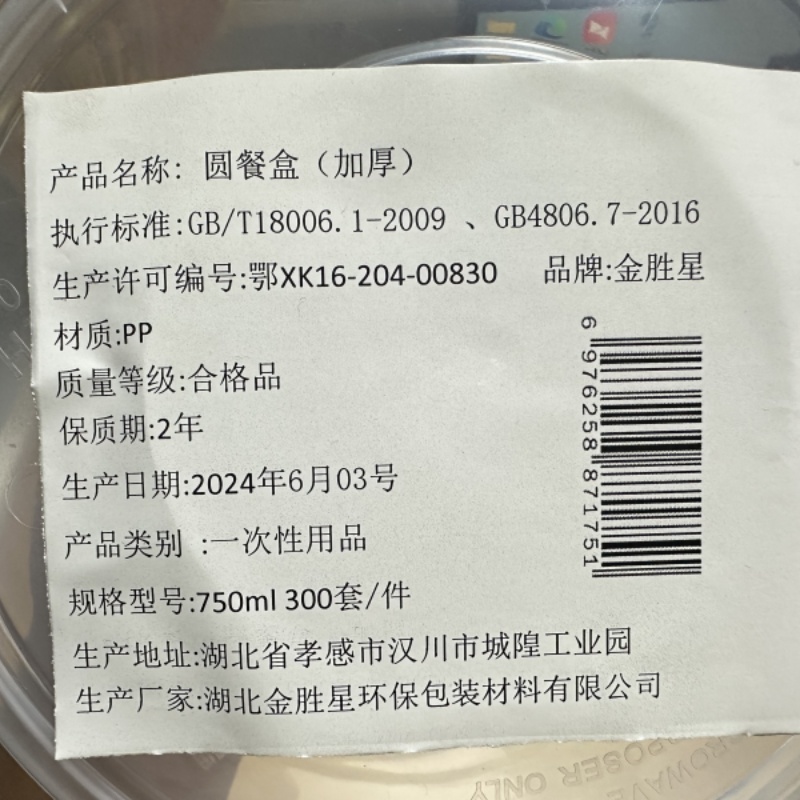 产品名称: 圆餐盒（加厚）
执行标准:GB/T18006.1-2009 、GB4806.7-2016
生产许可编号:鄂XK16-204-00830 品牌:金胜星
材质:PP
质量等级:合格品
保质期:2年
生产日期:2024年6月03号
产品类别 :一次性用品
规格型号:750ml 300套/件
生产地址:湖北省孝感市汉川市城隍工业园
生产厂家:湖北金胜星环保包装材料有限公司
6 976258 871751